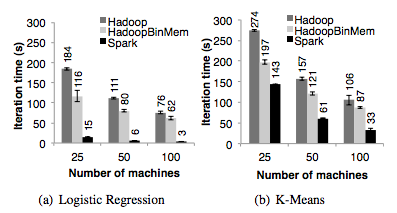 Hadoop
HadoopBinMem
Spark
Iteration time (s)
300
250
200
150
100
50
0
184
116
15
111
80
6
76
62
3
25 50 100
Number of machines
(a) Logistic Regression
Hadoop
HadoopBinMem
Spark
Iteration time (s)
300
250
200
150
100
50
0
274
197
143
157
121
61
106
87
33
25 50 100
Number of machines
(b) K-Means